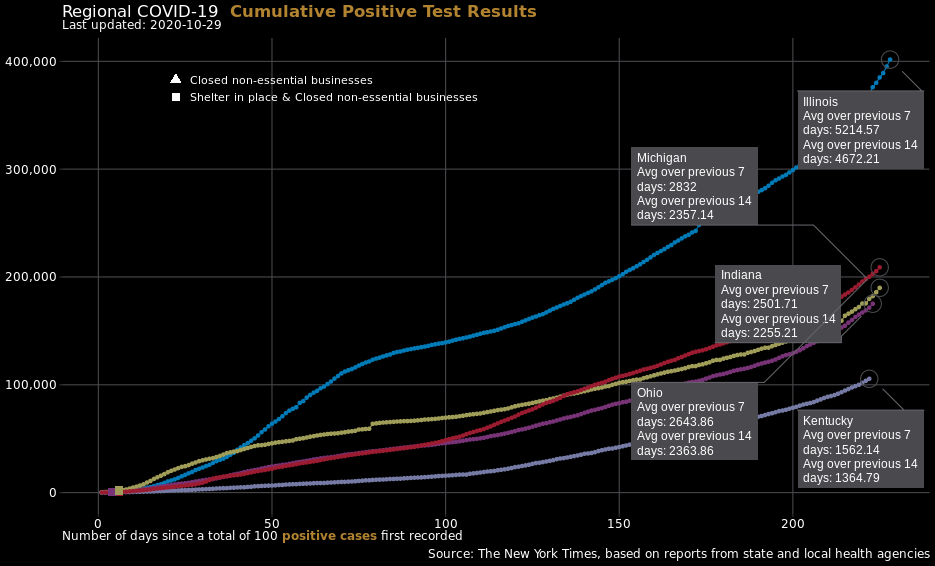 Regional COVID-19 Cumulative Positive Test Results
Last updated: 2020-10-29
400,000
300,000
200,000
100,000
0
Closed non-essential businesses
Shelter in place & Closed non-essential businesses
Illinois
Avg over previous 7
days: 5214.57
Avg over previous 14
days: 4672.21
Michigan
Avg over previous 7
days: 2832
Avg over previous 14
days: 2357.14
Indiana
Avg over previous 7
days: 2501.71
Avg over previous 14
days: 2255.21
Ohio
Avg over previous 7
days: 2643.86
Avg over previous 14
days: 2363.86
Kentucky
Avg over previous 7
days: 1562.14
Avg over previous 14
days: 1364.79
0 50 100 150 200
Number of days since a total of 100 positive cases first recorded
Source: The New York Times, based on reports from state and local health agencies